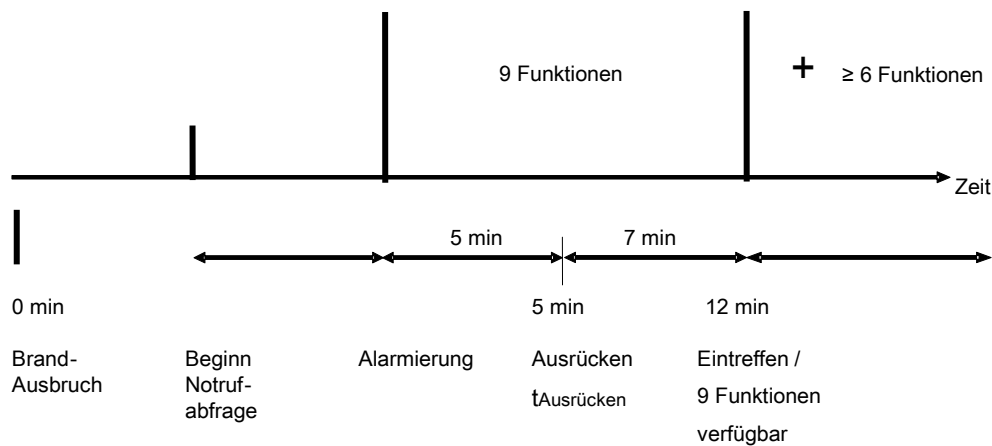 9 Funktionen
+ ≥ 6 Funktionen
Zeit
5 min
7 min
0 min
5 min
12 min
Brand-
Ausbruch
Beginn
Notruf-
abfrage
Alarmierung
Ausrücken
tAusrücken
Eintreffen /
9 Funktionen
verfügbar